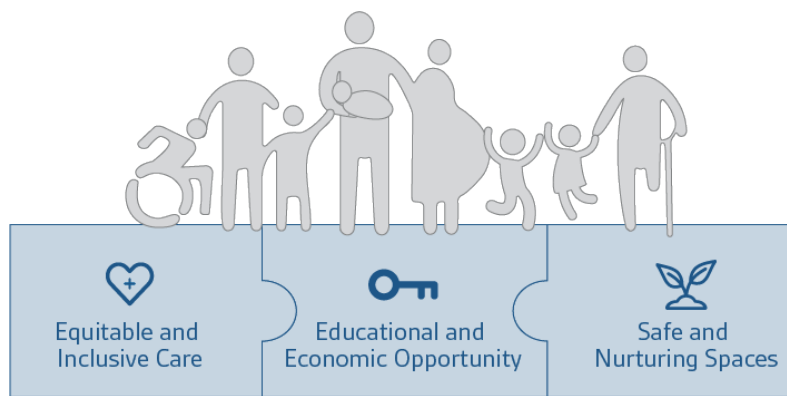 Equitable and
Inclusive Care
Educational and
Economic Opportunity
Safe and
Nurturing Spaces